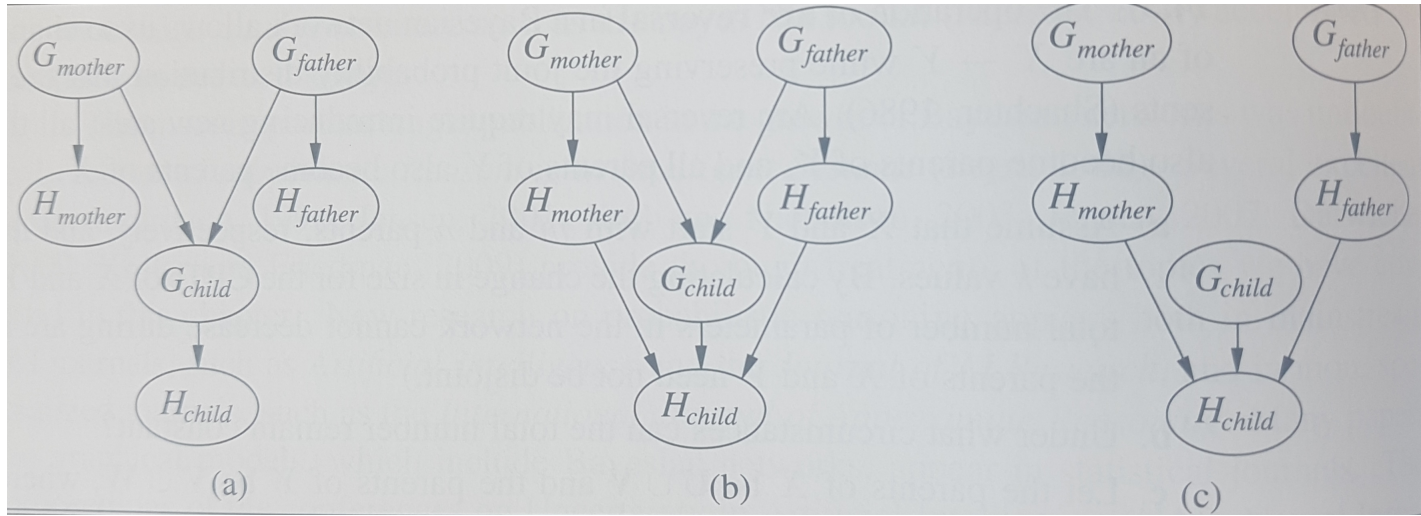 G_mother G_father G_mother G_father G_mother G_father
H_mother H_father H_mother H_father H_mother H_father
G_child G_child G_child
H_child H_child H_child
(a) (b) (c)